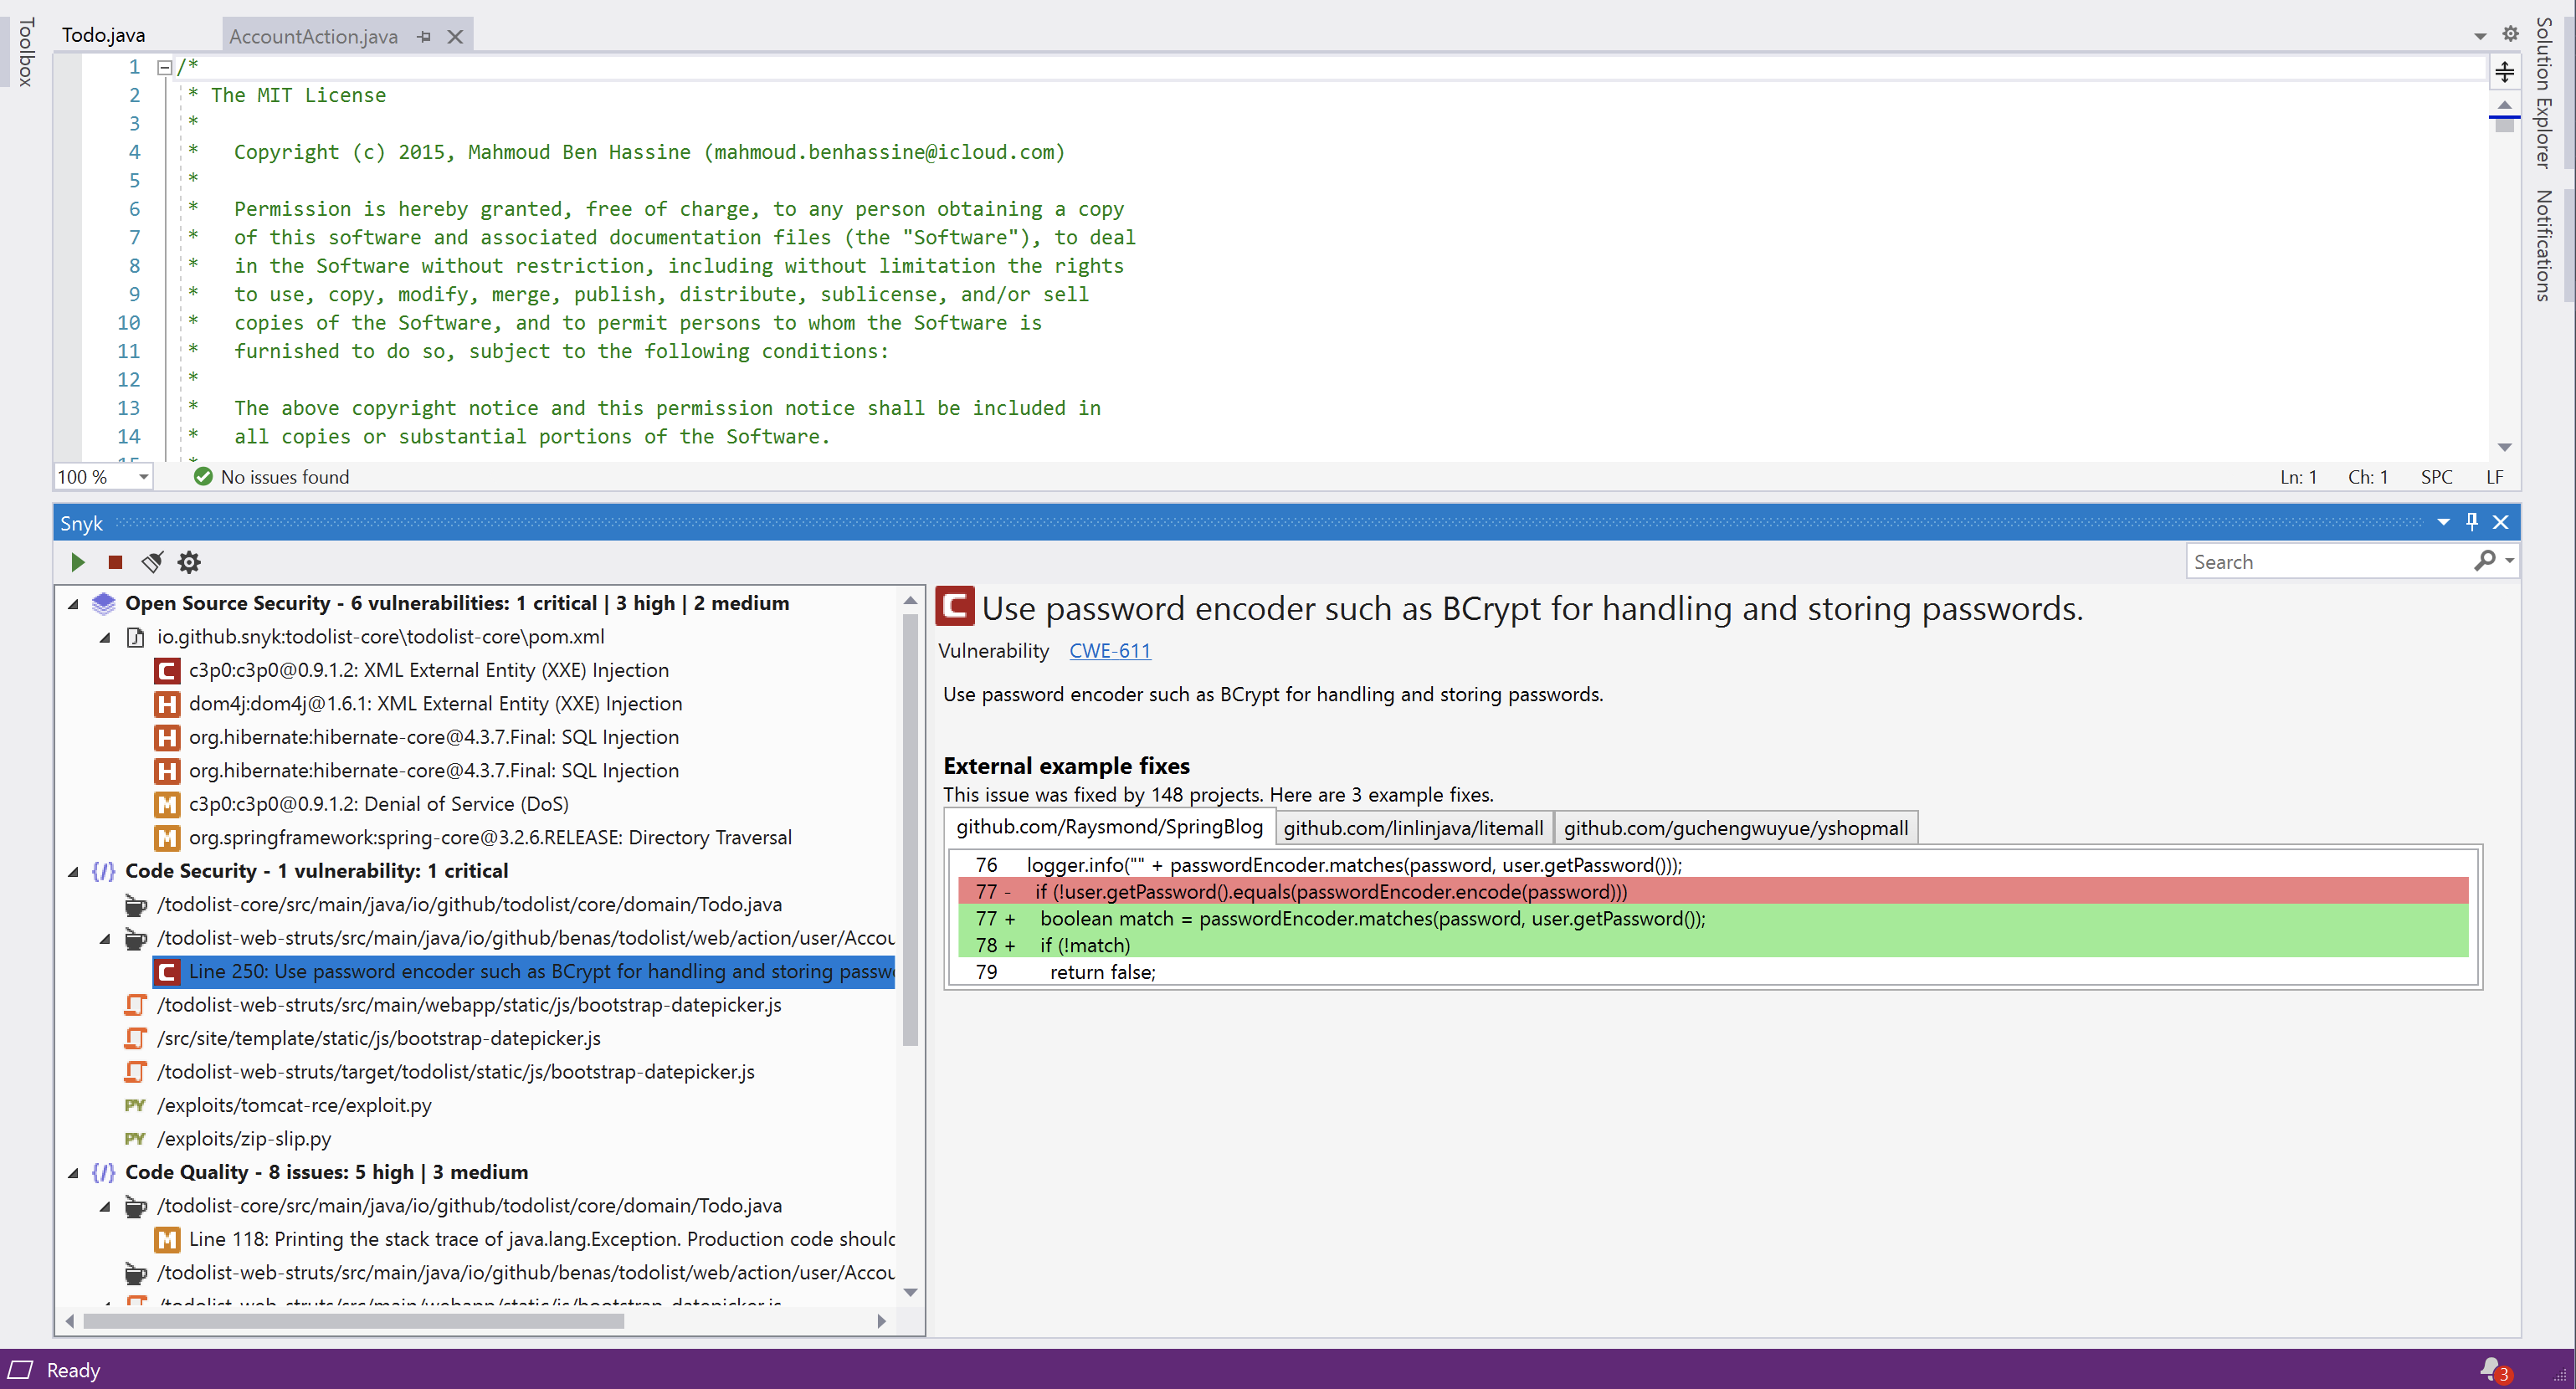 Toolbox
Todo.java
AccountAction.java
Solution Explorer
Notifications
1 /*
2 * The MIT License
3 *
4 * Copyright (c) 2015, Mahmoud Ben Hassine (mahmoud.benhassine@icloud.com)
5 *
6 * Permission is hereby granted, free of charge, to any person obtaining a copy
7 * of this software and associated documentation files (the "Software"), to deal
8 * in the Software without restriction, including without limitation the rights
9 * to use, copy, modify, merge, publish, distribute, sublicense, and/or sell
10 * copies of the Software, and to permit persons to whom the Software is
11 * furnished to do so, subject to the following conditions:
12 *
13 * The above copyright notice and this permission notice shall be included in
14 * all copies or substantial portions of the Software.
100 % No issues found Ln: 1 Ch: 1 SPC LF
Snyk
Search
Open Source Security - 6 vulnerabilities: 1 critical | 3 high | 2 medium
io.github.snyk:todolist-core\todolist-core\pom.xml
C c3p0:c3p0@0.9.1.2: XML External Entity (XXE) Injection
H dom4j:dom4j@1.6.1: XML External Entity (XXE) Injection
H org.hibernate:hibernate-core@4.3.7.Final: SQL Injection
H org.hibernate:hibernate-core@4.3.7.Final: SQL Injection
M c3p0:c3p0@0.9.1.2: Denial of Service (DoS)
M org.springframework:spring-core@3.2.6.RELEASE: Directory Traversal
{/} Code Security - 1 vulnerability: 1 critical
/todolist-core/src/main/java/io/github/todolist/core/domain/Todo.java
/todolist-web-struts/src/main/java/io/github/benas/todolist/web/action/user/Accou
C Line 250: Use password encoder such as BCrypt for handling and storing passw
/todolist-web-struts/src/main/webapp/static/js/bootstrap-datepicker.js
/src/site/template/static/js/bootstrap-datepicker.js
/todolist-web-struts/target/todolist/static/js/bootstrap-datepicker.js
PY /exploits/tomcat-rce/exploit.py
PY /exploits/zip-slip.py
{/} Code Quality - 8 issues: 5 high | 3 medium
/todolist-core/src/main/java/io/github/todolist/core/domain/Todo.java
M Line 118: Printing the stack trace of java.lang.Exception. Production code should
/todolist-web-struts/src/main/java/io/github/benas/todolist/web/action/user/Accou
/todolist-web-struts/src/main/webapp/static/js/bootstrap-datepicker.js
C Use password encoder such as BCrypt for handling and storing passwords.
Vulnerability CWE-611
Use password encoder such as BCrypt for handling and storing passwords.
External example fixes
This issue was fixed by 148 projects. Here are 3 example fixes.
github.com/Raysmond/SpringBlog github.com/linlinjava/litemall github.com/guchengwuyue/yshopmall
76 logger.info("" + passwordEncoder.matches(password, user.getPassword()));
77 - if (!user.getPassword().equals(passwordEncoder.encode(password)))
77 + boolean match = passwordEncoder.matches(password, user.getPassword());
78 + if (!match)
79 return false;
Ready
3